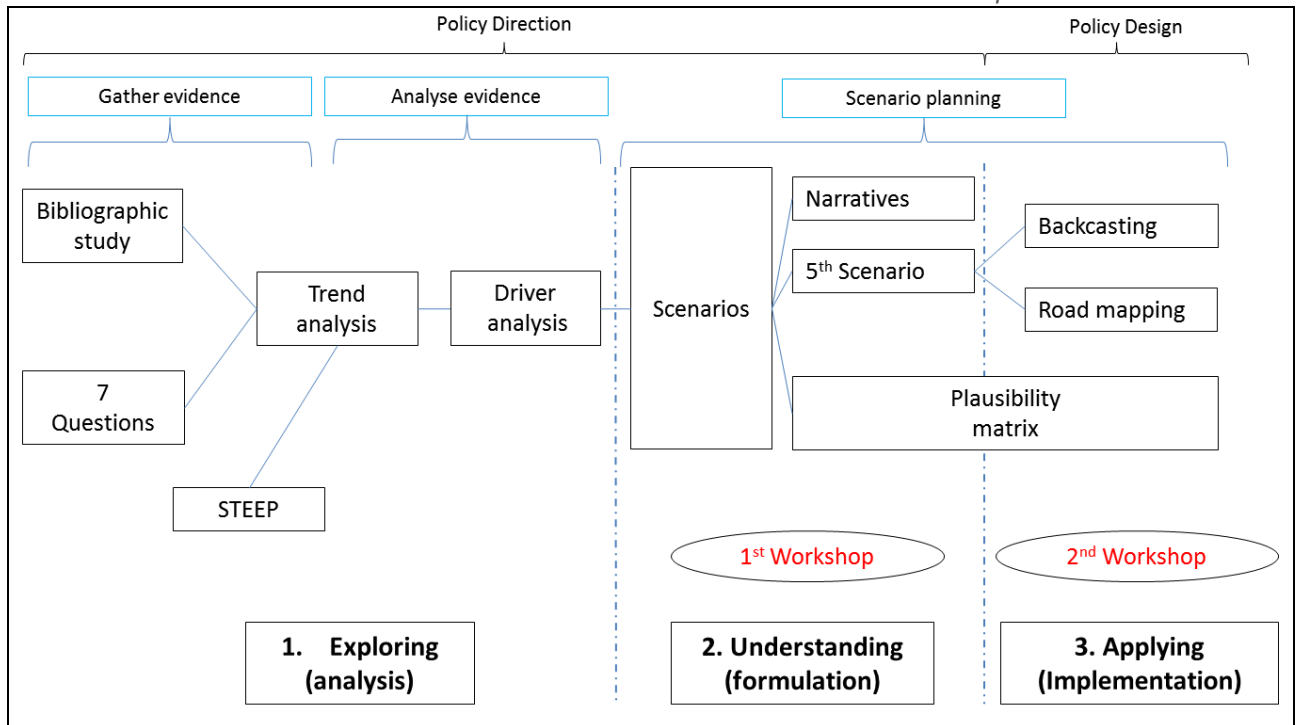 Policy Direction
Policy Design
Gather evidence
Analyse evidence
Scenario planning
Bibliographic
study
7
Questions
STEEP
Trend
analysis
Driver
analysis
Scenarios
Narratives
5th Scenario
Plausibility
matrix
Backcasting
Road mapping
1st Workshop
2nd Workshop
1. Exploring
(analysis)
2. Understanding
(formulation)
3. Applying
(Implementation)